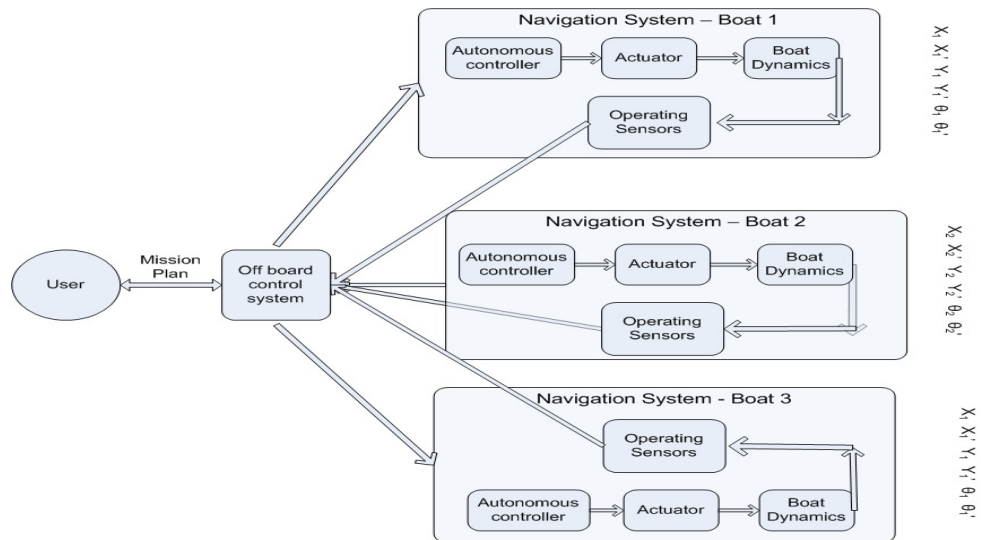 Navigation System – Boat 1
Autonomous
controller
Actuator
Boat
Dynamics
Operating
Sensors
X₁ X₁' Y₁ Y₁' θ₁ θ₁'
User
Mission
Plan
Off board
control
system
Navigation System – Boat 2
Autonomous
controller
Actuator
Boat
Dynamics
Operating
Sensors
X₂ X₂' Y₂ Y₂' θ₂ θ₂'
Navigation System - Boat 3
Operating
Sensors
Autonomous
controller
Actuator
Boat
Dynamics
X₁ X₁' Y₁ Y₁' θ₁ θ₁'